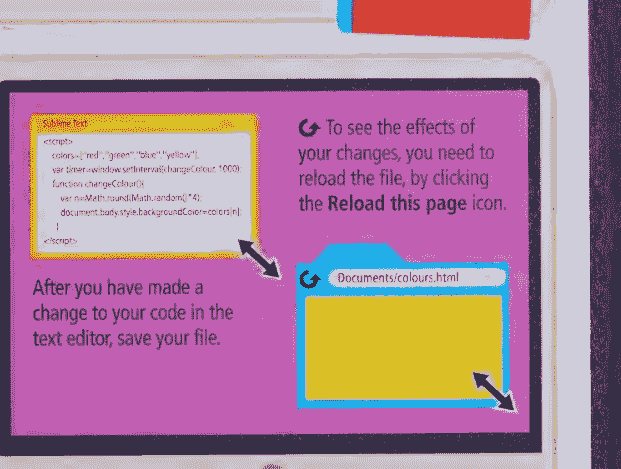 Sublime Text
<script>
colors=["red","green","blue","yellow"];
var timer=window.setInterval(changeColour, 1000);
function changeColour(){
var n=Math.round(Math.random()*4);
document.body.style.backgroundColor=colors[n];
}
</script>
After you have made a
change to your code in the
text editor, save your file.
To see the effects of
your changes, you need to
reload the file, by clicking
the Reload this page icon.
Documents/colours.html